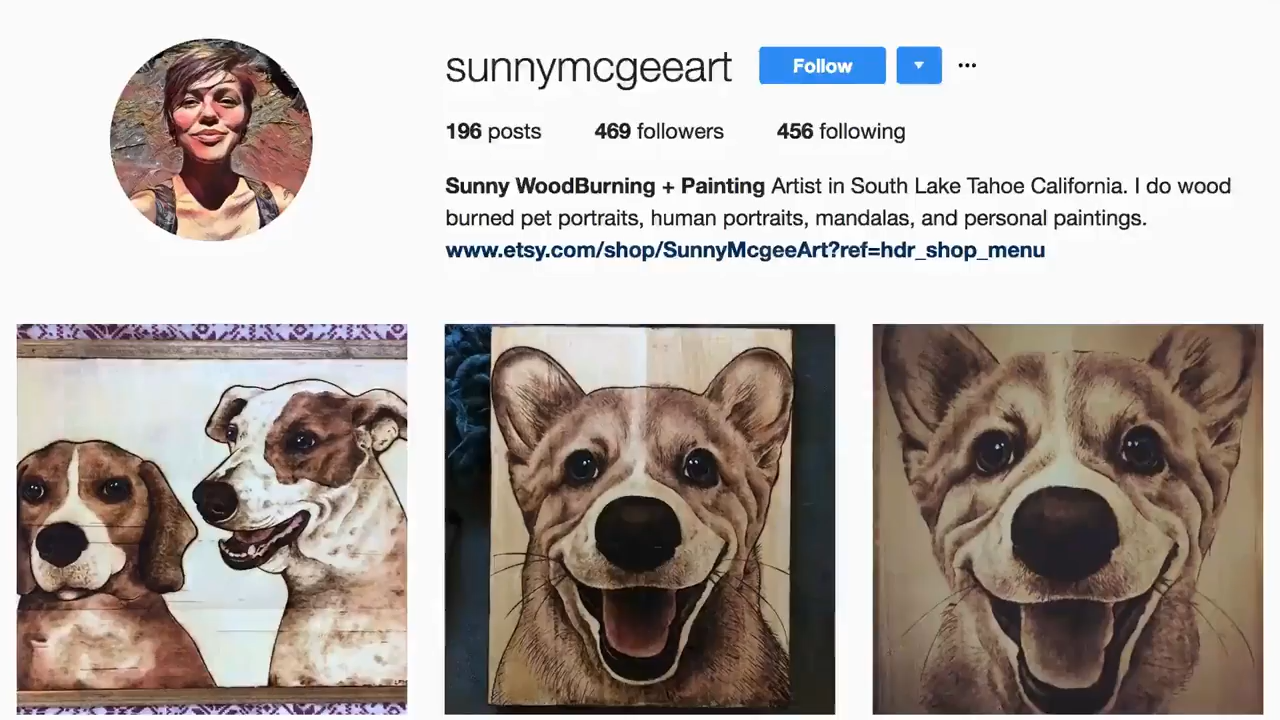 sunnymcgeeart Follow ...
196 posts 469 followers 456 following
Sunny WoodBurning + Painting Artist in South Lake Tahoe California. I do wood
burned pet portraits, human portraits, mandalas, and personal paintings.
www.etsy.com/shop/SunnyMcgeeArt?ref=hdr_shop_menu